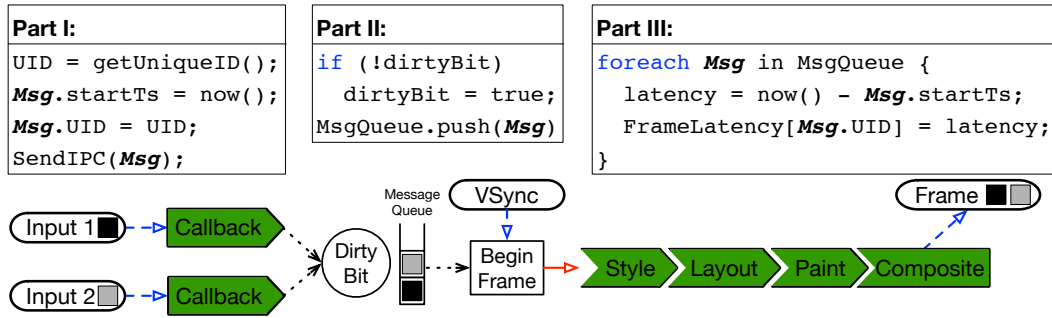 Part I:
UID = getUniqueID();
Msg.startTs = now();
Msg.UID = UID;
SendIPC(Msg);
Part II:
if (!dirtyBit)
dirtyBit = true;
MsgQueue.push(Msg)
Part III:
foreach Msg in MsgQueue {
latency = now() – Msg.startTs;
FrameLatency[Msg.UID] = latency;
}
Input 1
Callback
Input 2
Callback
Dirty
Bit
Message
Queue
VSync
Begin
Frame
Style
Layout
Paint
Composite
Frame